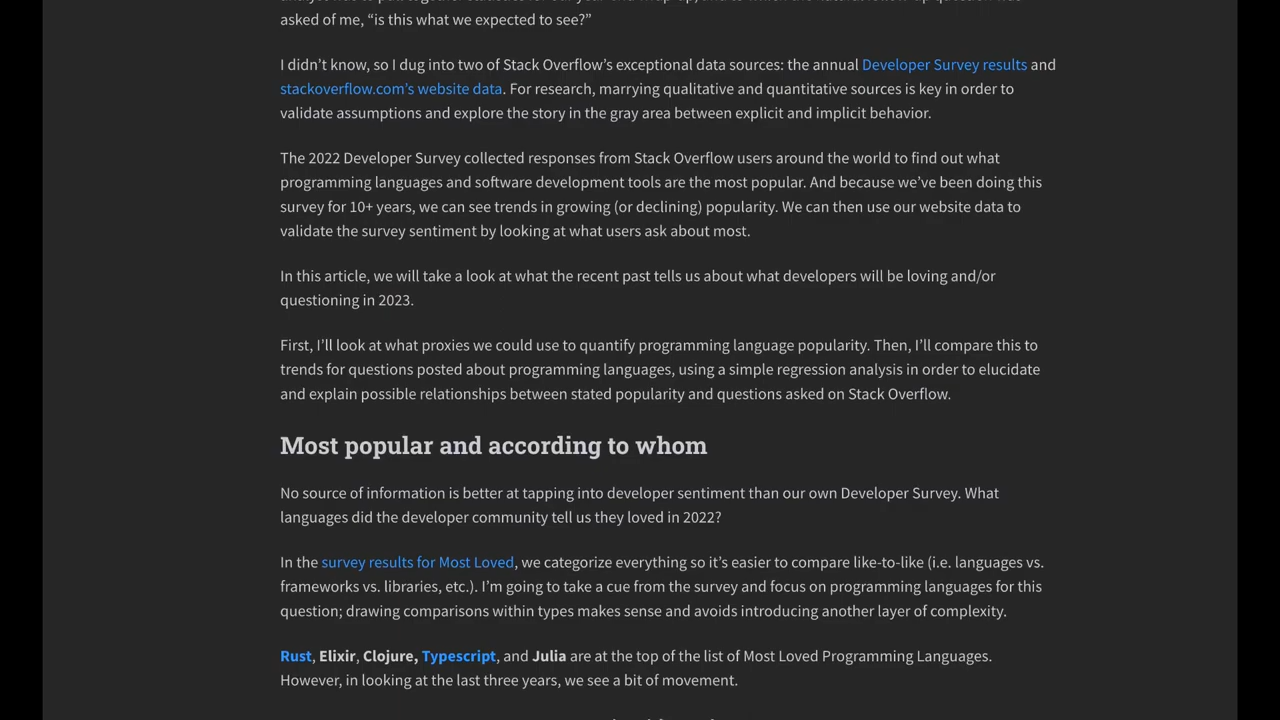 asked of me, “is this what we expected to see?”
I didn’t know, so I dug into two of Stack Overflow’s exceptional data sources: the annual Developer Survey results and
stackoverflow.com’s website data. For research, marrying qualitative and quantitative sources is key in order to
validate assumptions and explore the story in the gray area between explicit and implicit behavior.
The 2022 Developer Survey collected responses from Stack Overflow users around the world to find out what
programming languages and software development tools are the most popular. And because we’ve been doing this
survey for 10+ years, we can see trends in growing (or declining) popularity. We can then use our website data to
validate the survey sentiment by looking at what users ask about most.
In this article, we will take a look at what the recent past tells us about what developers will be loving and/or
questioning in 2023.
First, I’ll look at what proxies we could use to quantify programming language popularity. Then, I’ll compare this to
trends for questions posted about programming languages, using a simple regression analysis in order to elucidate
and explain possible relationships between stated popularity and questions asked on Stack Overflow.
Most popular and according to whom
No source of information is better at tapping into developer sentiment than our own Developer Survey. What
languages did the developer community tell us they loved in 2022?
In the survey results for Most Loved, we categorize everything so it’s easier to compare like-to-like (i.e. languages vs.
frameworks vs. libraries, etc.). I’m going to take a cue from the survey and focus on programming languages for this
question; drawing comparisons within types makes sense and avoids introducing another layer of complexity.
Rust, Elixir, Clojure, Typescript, and Julia are at the top of the list of Most Loved Programming Languages.
However, in looking at the last three years, we see a bit of movement.